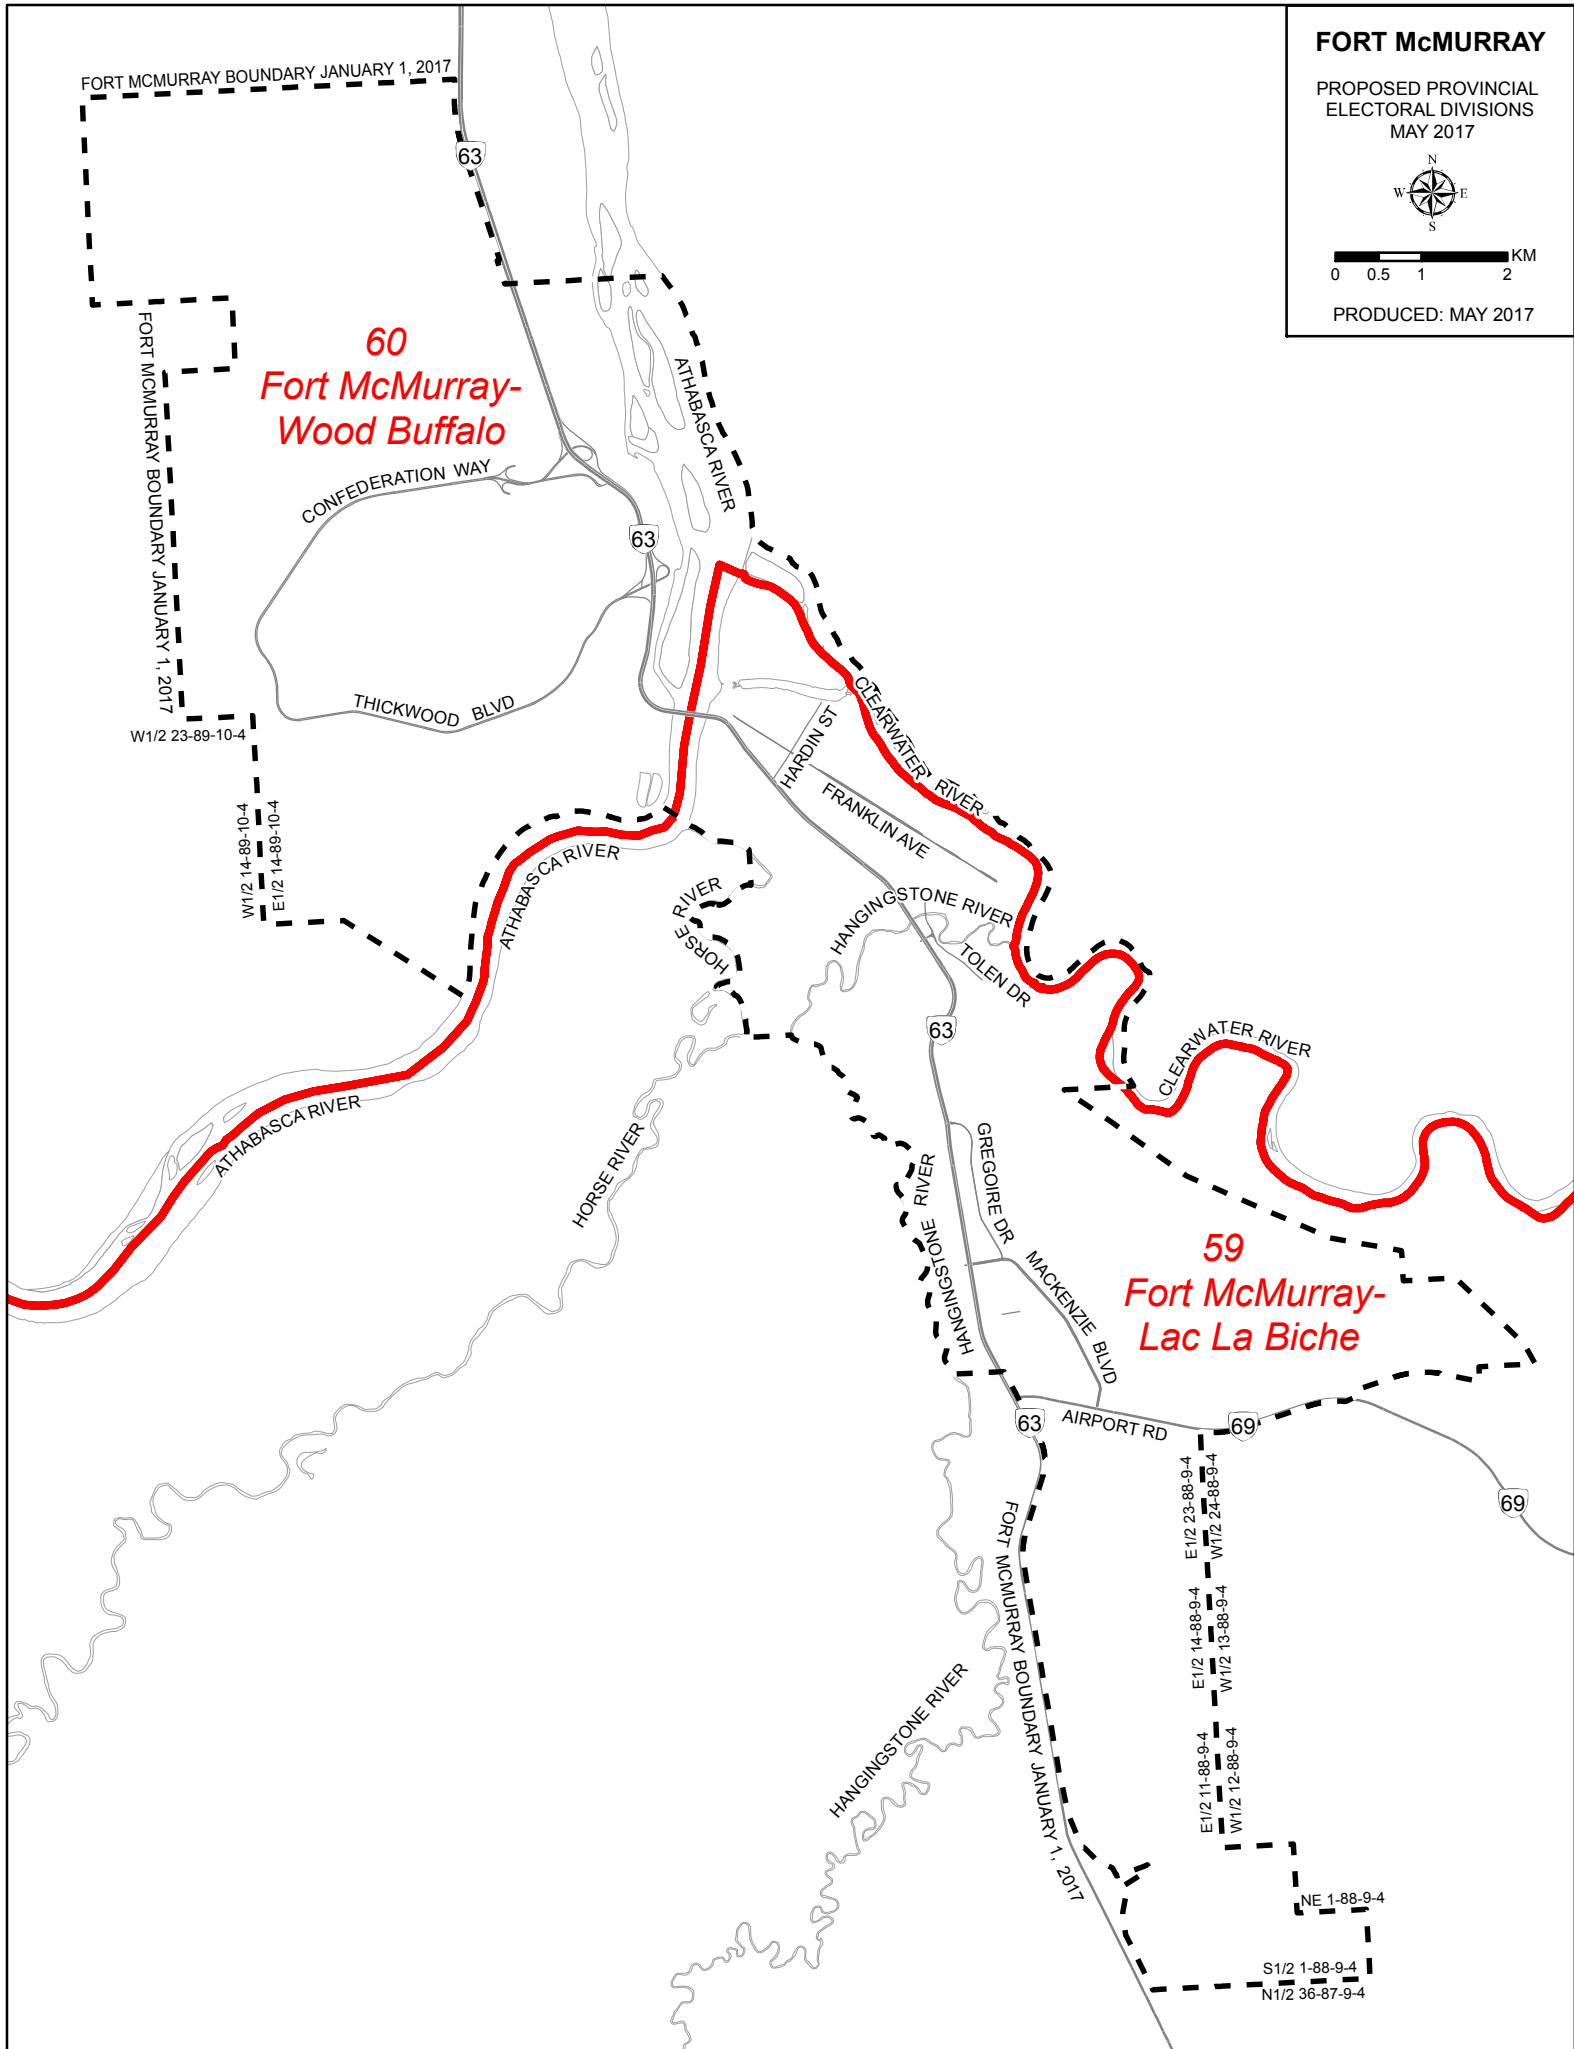 FORT McMURRAY
PROPOSED PROVINCIAL
ELECTORAL DIVISIONS
MAY 2017
N
W
E
S
KM
0
0.5
1
2
PRODUCED: MAY 2017
FORT MCMURRAY BOUNDARY JANUARY 1, 2017
63
60
Fort McMurray-
Wood Buffalo
FORT MCMURRAY BOUNDARY JANUARY 1, 2017
ATHABASCA RIVER
CONFEDERATION WAY
63
THICKWOOD BLVD
W1/2 23-89-10-4
W1/2 14-89-10-4
E1/2 14-89-10-4
CLEARWATER RIVER
HARDIN ST
FRANKLIN AVE
ATHABASCA RIVER
HORSE RIVER
HANGINGSTONE RIVER
TOLEN DR
63
CLEARWATER RIVER
ATHABASCA RIVER
HORSE RIVER
GREGOIRE DR
HANGINGSTONE RIVER
MACKENZIE BLVD
59
Fort McMurray-
Lac La Biche
63
AIRPORT RD
69
69
E1/2 23-88-9-4
W1/2 24-88-9-4
FORT MCMURRAY BOUNDARY JANUARY 1, 2017
E1/2 14-88-9-4
W1/2 13-88-9-4
HANGINGSTONE RIVER
E1/2 11-88-9-4
W1/2 12-88-9-4
NE 1-88-9-4
S1/2 1-88-9-4
N1/2 36-87-9-4